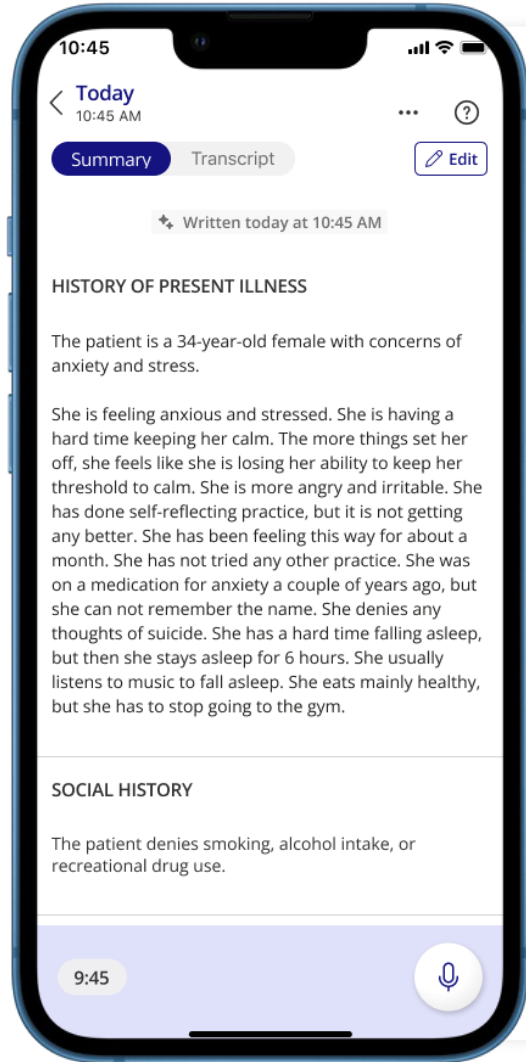 10:45
Today
10:45 AM
Summary
Transcript
Edit
Written today at 10:45 AM
HISTORY OF PRESENT ILLNESS
The patient is a 34-year-old female with concerns of
anxiety and stress.
She is feeling anxious and stressed. She is having a
hard time keeping her calm. The more things set her
off, she feels like she is losing her ability to keep her
threshold to calm. She is more angry and irritable. She
has done self-reflecting practice, but it is not getting
any better. She has been feeling this way for about a
month. She has not tried any other practice. She was
on a medication for anxiety a couple of years ago, but
she can not remember the name. She denies any
thoughts of suicide. She has a hard time falling asleep,
but then she stays asleep for 6 hours. She usually
listens to music to fall asleep. She eats mainly healthy,
but she has to stop going to the gym.
SOCIAL HISTORY
The patient denies smoking, alcohol intake, or
recreational drug use.
9:45